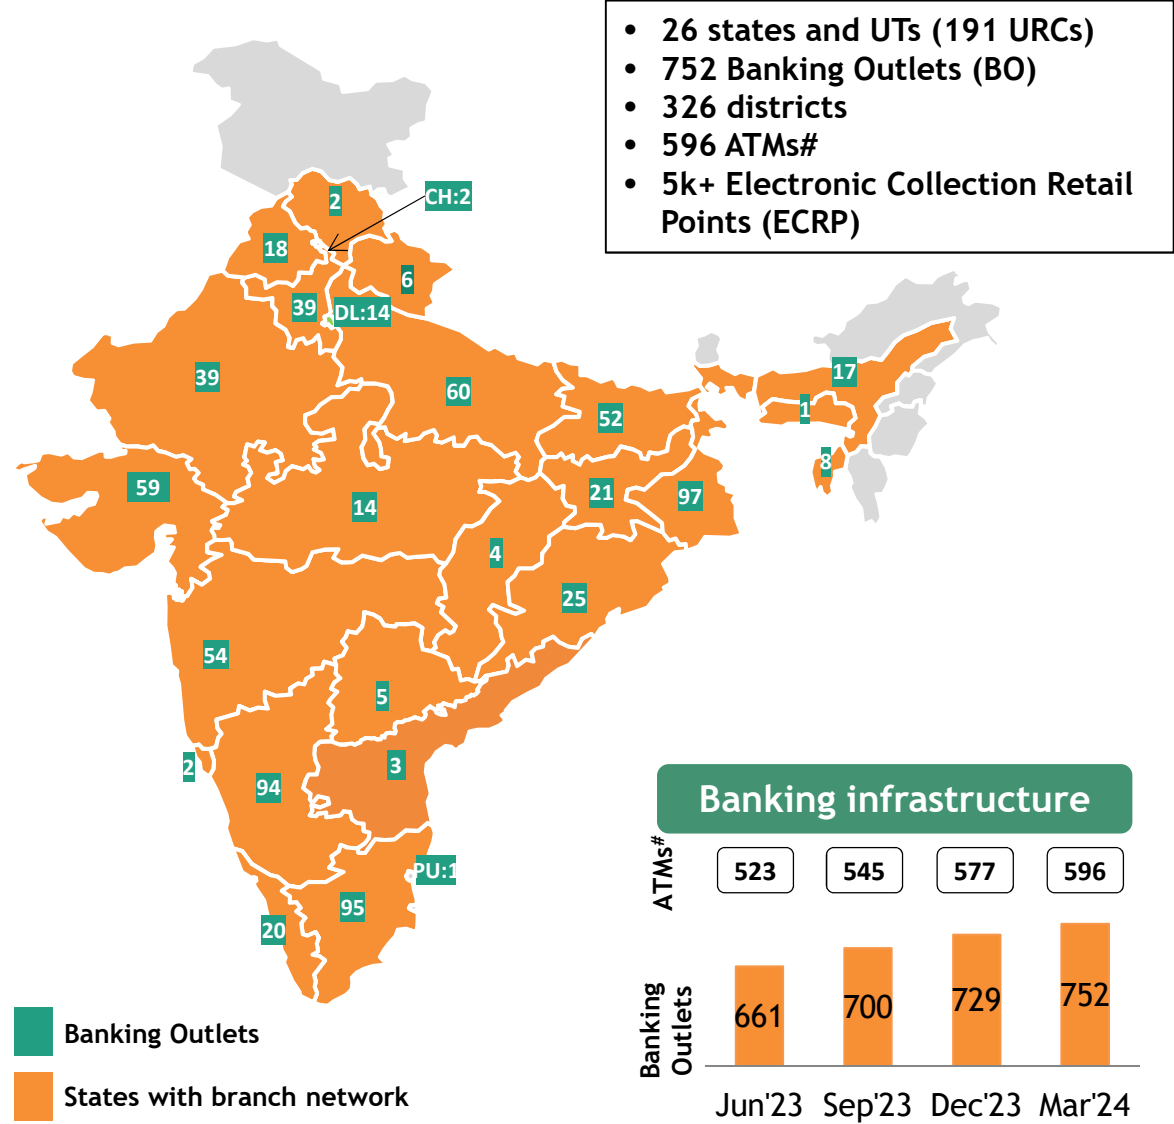 • 26 states and UTs (191 URCs)
• 752 Banking Outlets (BO)
• 326 districts
• 596 ATMs#
• 5k+ Electronic Collection Retail
Points (ECRP)
2
CH:2
18
6
39
DL:14
39
60
17
52
1
8
59
14
21
97
4
25
54
5
2
3
94
PU:1
95
20
Banking Outlets
States with branch network
Banking infrastructure
ATMs#
523 545 577 596
Banking
Outlets
661 700 729 752
Jun'23 Sep'23 Dec'23 Mar'24